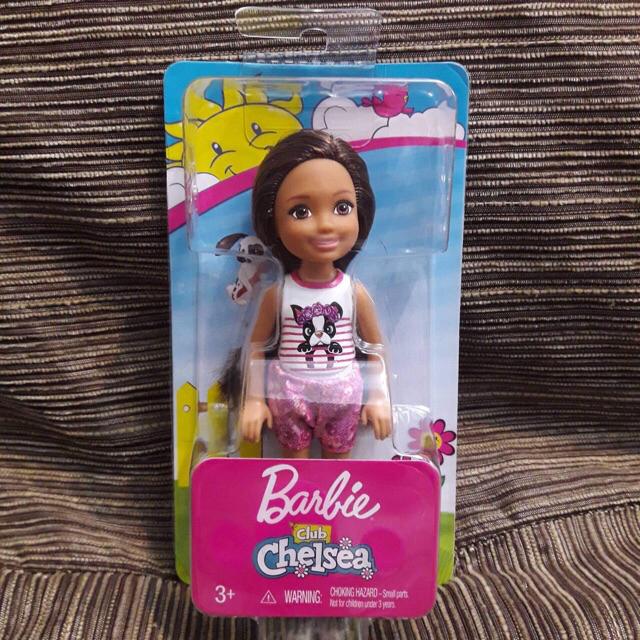 Barbie
Club
Chelsea
3+
WARNING: CHOKING HAZARD - Small parts.
Not for children under 3 years.